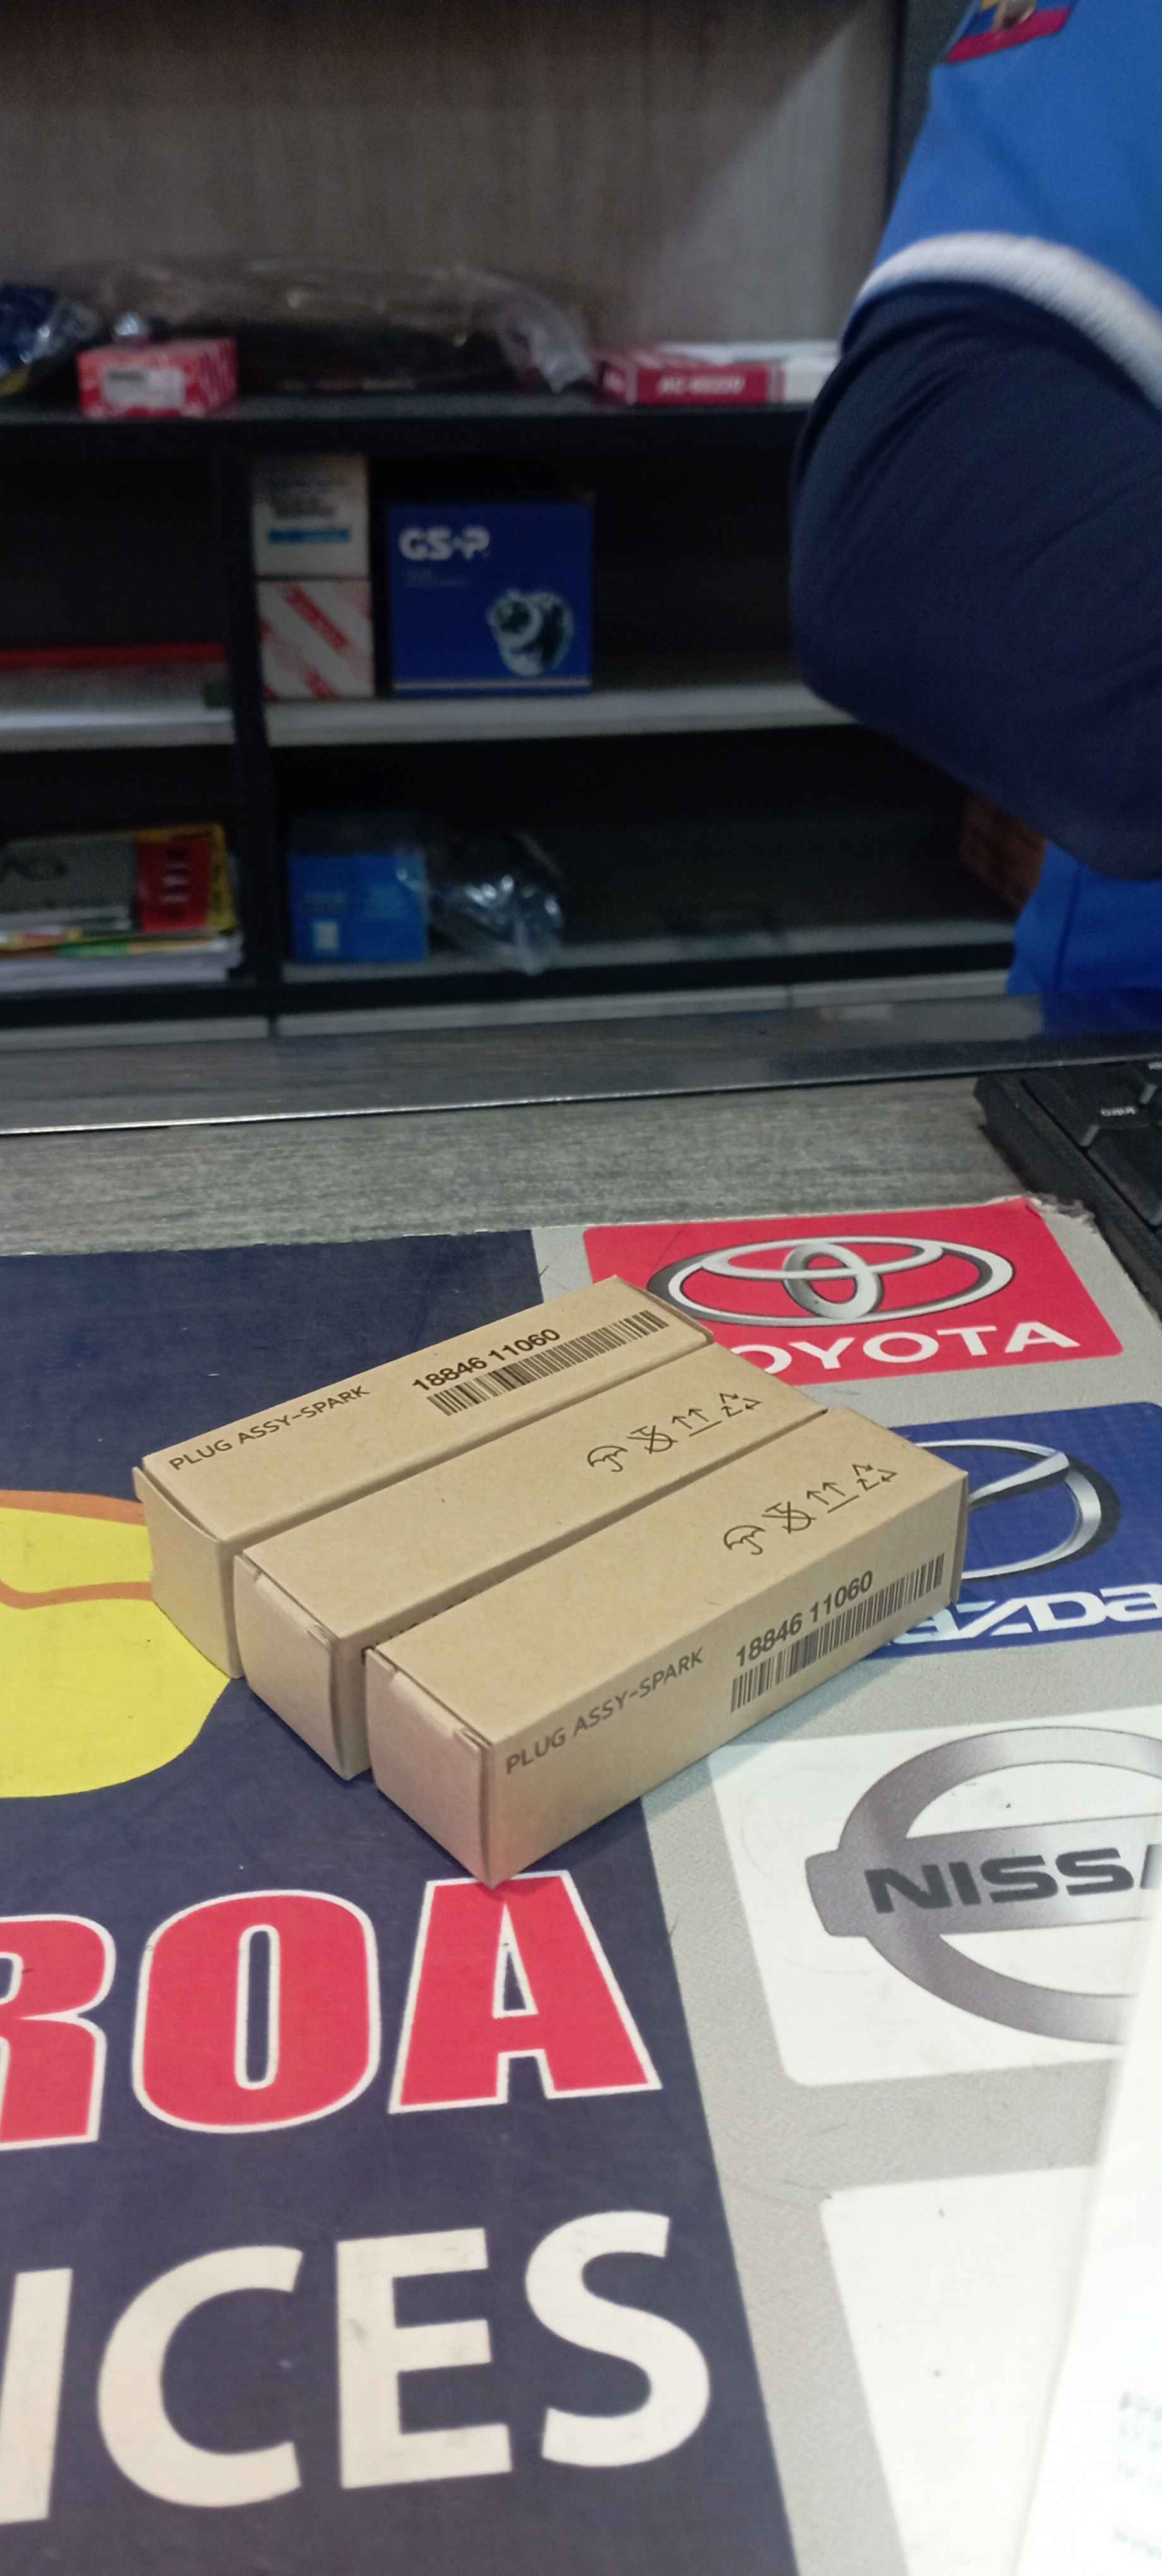 GS-P
TOYOTA
18846 11060
PLUG ASSY-SPARK
18846 11060
PLUG ASSY-SPARK
NISS
ROA
ICES